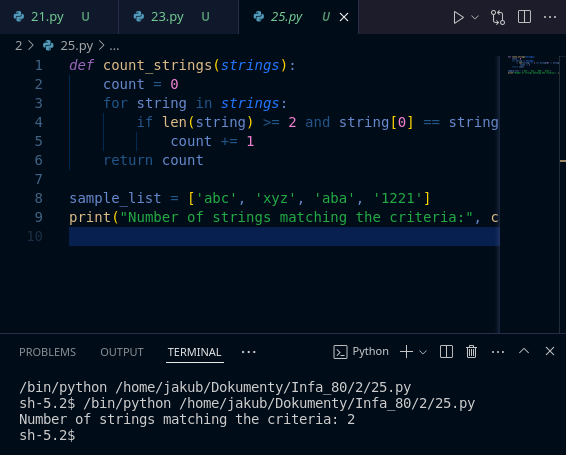 21.py U 23.py U 25.py U
2 25.py ...
1 def count_strings(strings):
2 count = 0
3 for string in strings:
4 if len(string) >= 2 and string[0] == string
5 count += 1
6 return count
7
8 sample_list = ['abc', 'xyz', 'aba', '1221']
9 print("Number of strings matching the criteria:", c
10
PROBLEMS OUTPUT TERMINAL ... Python
/bin/python /home/jakub/Dokumenty/Infa_80/2/25.py
sh-5.2$ /bin/python /home/jakub/Dokumenty/Infa_80/2/25.py
Number of strings matching the criteria: 2
sh-5.2$